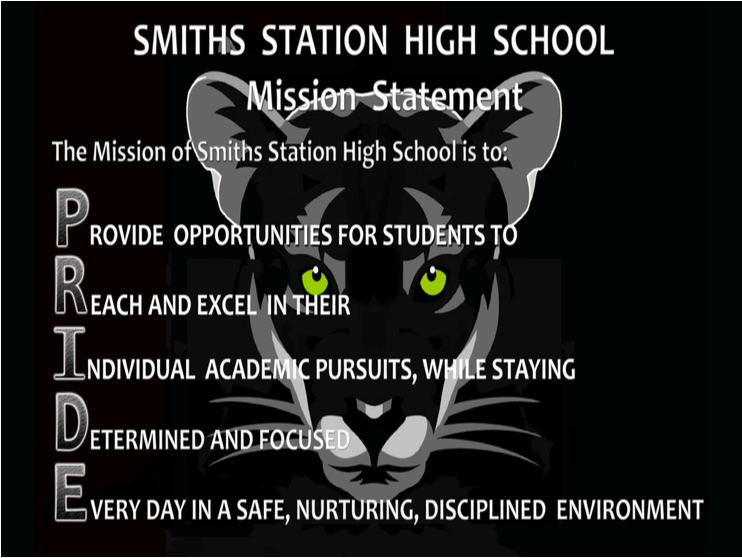 SMITHS STATION HIGH SCHOOL
Mission Statement
The Mission of Smiths Station High School is to:
PROVIDE OPPORTUNITIES FOR STUDENTS TO
REACH AND EXCEL IN THEIR
INDIVIDUAL ACADEMIC PURSUITS, WHILE STAYING
DETERMINED AND FOCUSED
EVERY DAY IN A SAFE, NURTURING, DISCIPLINED ENVIRONMENT